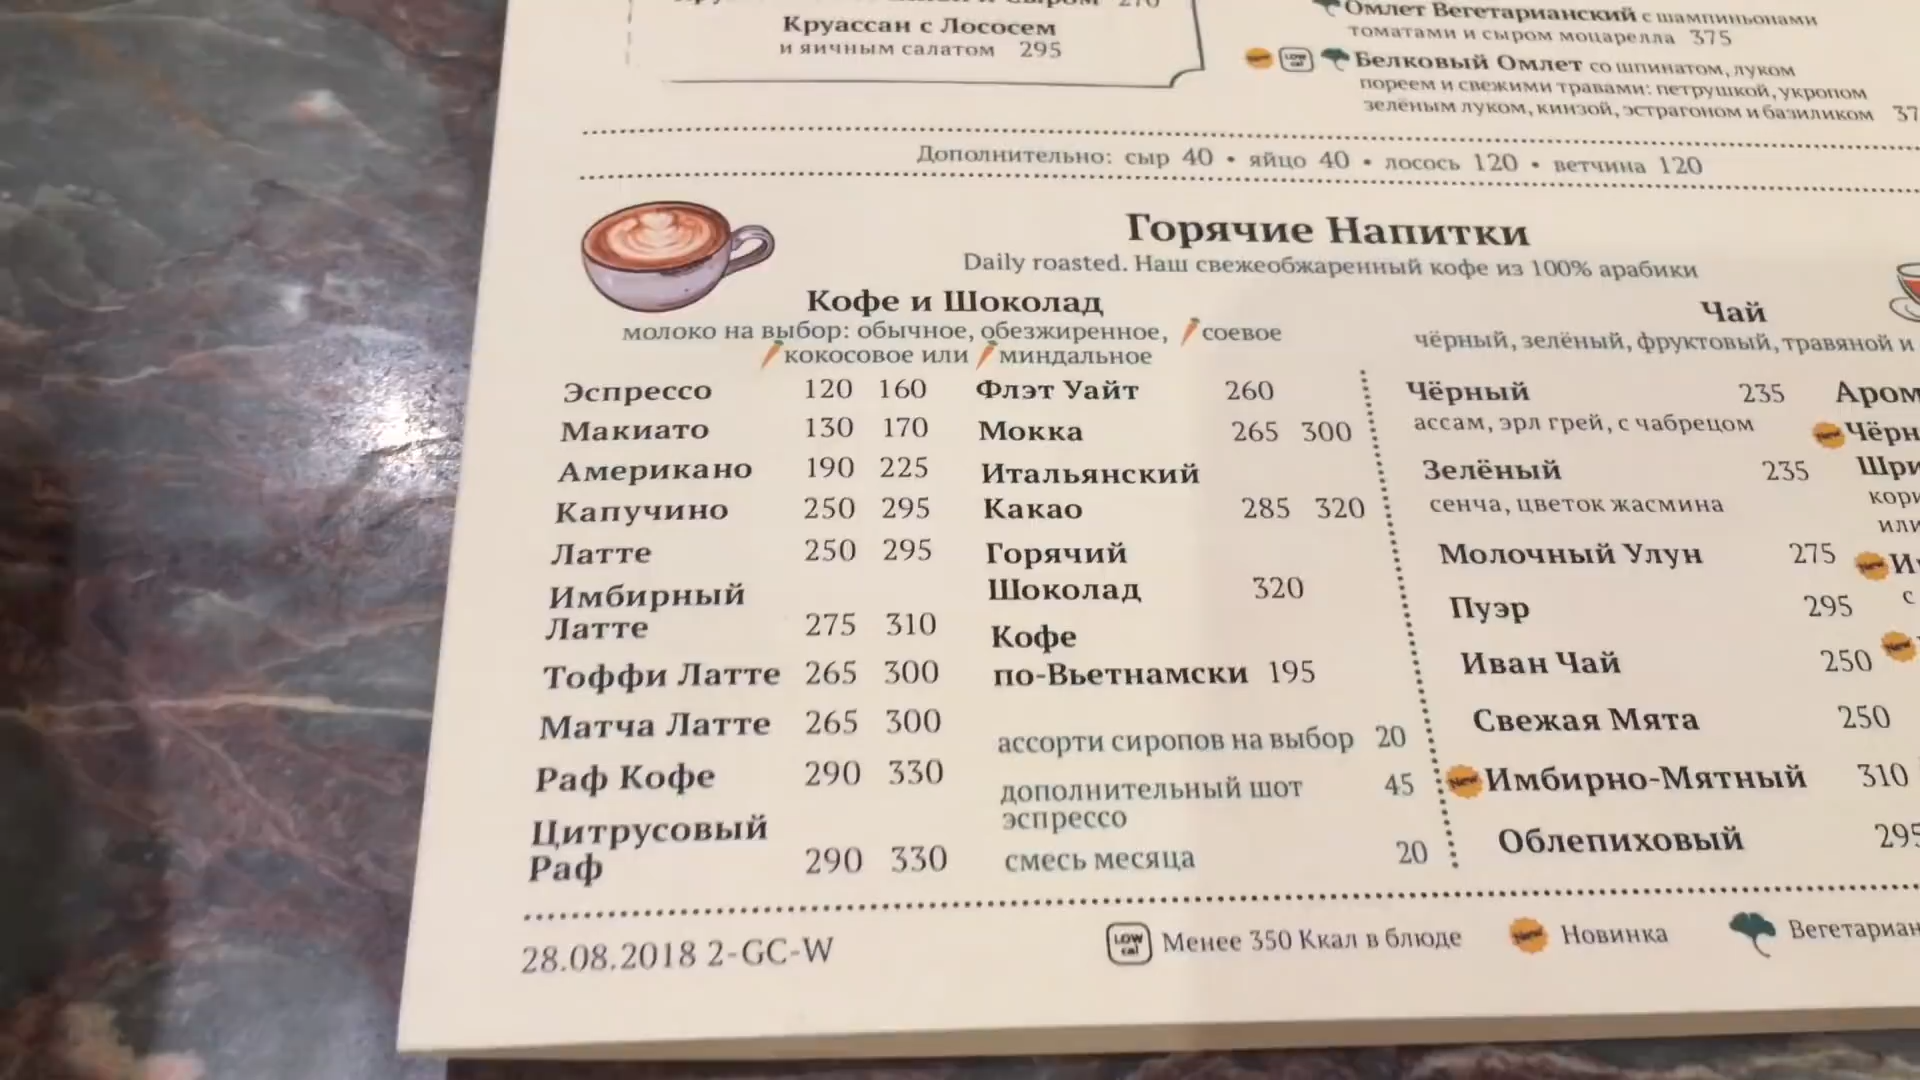 Круассан с Лососем
и яичным салатом 295
Омлет Вегетарианский с шампиньонами
томатами и сыром моцарелла 375
Белковый Омлет со шпинатом, луком
пореем и свежими травами: петрушкой, укропом
зелёным луком, кинзой, эстрагоном и базиликом
Дополнительно: сыр 40 • яйцо 40 • лосось 120 • ветчина 120
Горячие Напитки
Daily roasted. Наш свежеобжаренный кофе из 100% арабики
Кофе и Шоколад
молоко на выбор: обычное, обезжиренное, соевое
кокосовое или миндальное
Эспрессо 120 160
Макиато 130 170
Американо 190 225
Капучино 250 295
Латте 250 295
Имбирный
Латте 275 310
Тоффи Латте 265 300
Матча Латте 265 300
Раф Кофе 290 330
Цитрусовый
Раф 290 330
Флэт Уайт 260
Мокка 265 300
Итальянский
Какао 285 320
Горячий
Шоколад 320
Кофе
по-Вьетнамски 195
ассорти сиропов на выбор 20
дополнительный шот 45
эспрессо
смесь месяца 20
Чай
чёрный, зелёный, фруктовый, травяной и
Чёрный 235
ассам, эрл грей, с чабрецом
Зелёный 235
сенча, цветок жасмина
Молочный Улун 275
Пуэр 295
Иван Чай 250
Свежая Мята 250
New Имбирно-Мятный 310
Облепиховый 295
28.08.2018 2-GC-W
LOW cal Менее 350 Ккал в блюде
New Новинка